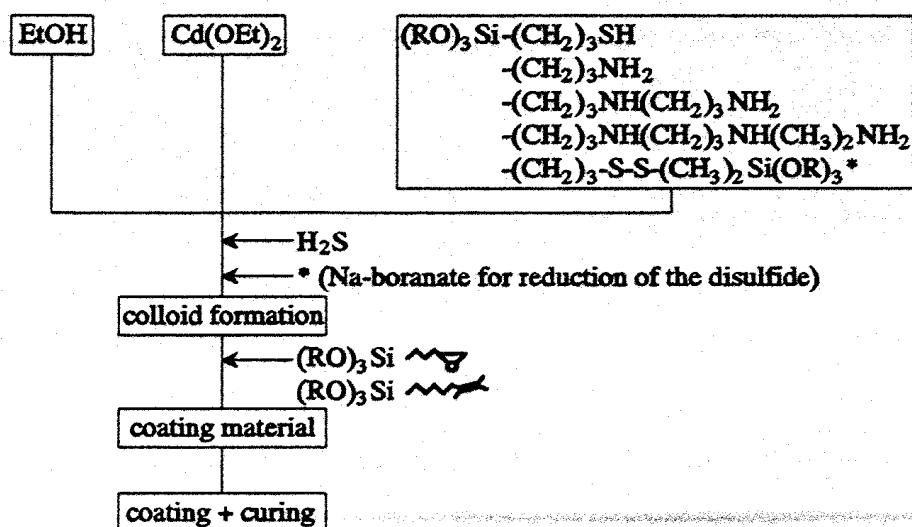 EtOH
Cd(OEt)₂
(RO)₃Si-(CH₂)₃SH
-(CH₂)₃NH₂
-(CH₂)₃NH(CH₂)₃NH₂
-(CH₂)₃NH(CH₂)₃NH(CH₃)₂NH₂
-(CH₂)₃-S-S-(CH₃)₂Si(OR)₃*
H₂S
* (Na-boranate for reduction of the disulfide)
colloid formation
(RO)₃Si
(RO)₃Si
coating material
coating + curing